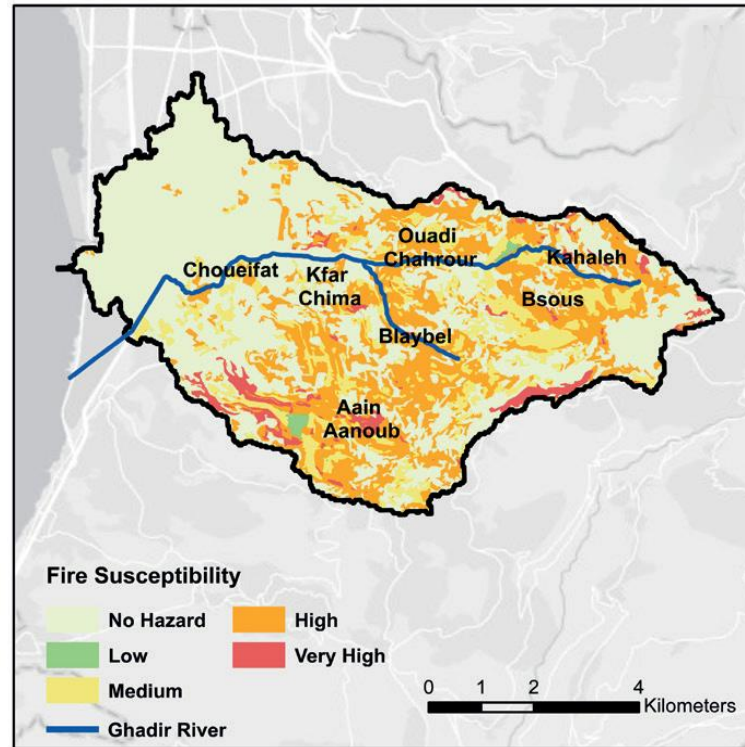 Ouadi
Chahrour
Kahaleh
Choueifat
Kfar
Chima
Bsous
Blaybel
Aain
Aanoub
Fire Susceptibility
No Hazard
Low
Medium
Ghadir River
High
Very High
0 1 2 4
Kilometers